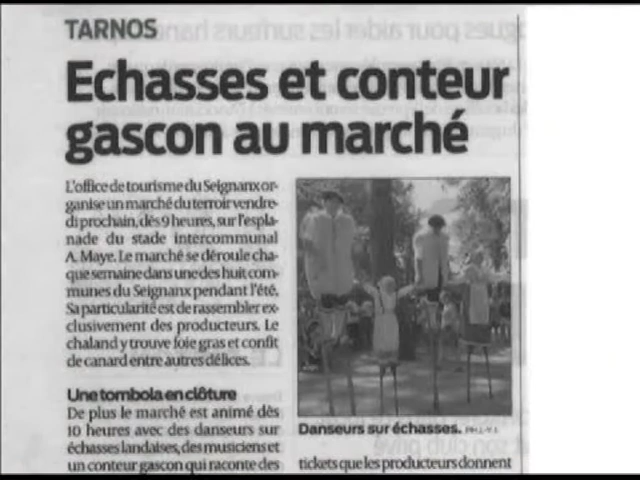 TARNOS
Echasses et conteur
gascon au marché
L'office de tourisme du Seignanx or-
ganise un marché du terroir vendre-
di prochain, dès 9 heures, sur l'espla-
nade du stade intercommunal
A. Maye. Le marché se déroule cha-
que semaine dans une des huit com-
munes du Seignanx pendant l'été.
Sa particularité est de rassembler ex-
clusivement des producteurs. Le
chaland y trouve foie gras et confit
de canard entre autres délices.
Une tombola en clôture
De plus le marché est animé dès
10 heures avec des danseurs sur
échasses landaises, des musiciens et
un conteur gascon qui raconte des
Danseurs sur échasses.
tickets que les producteurs donnent